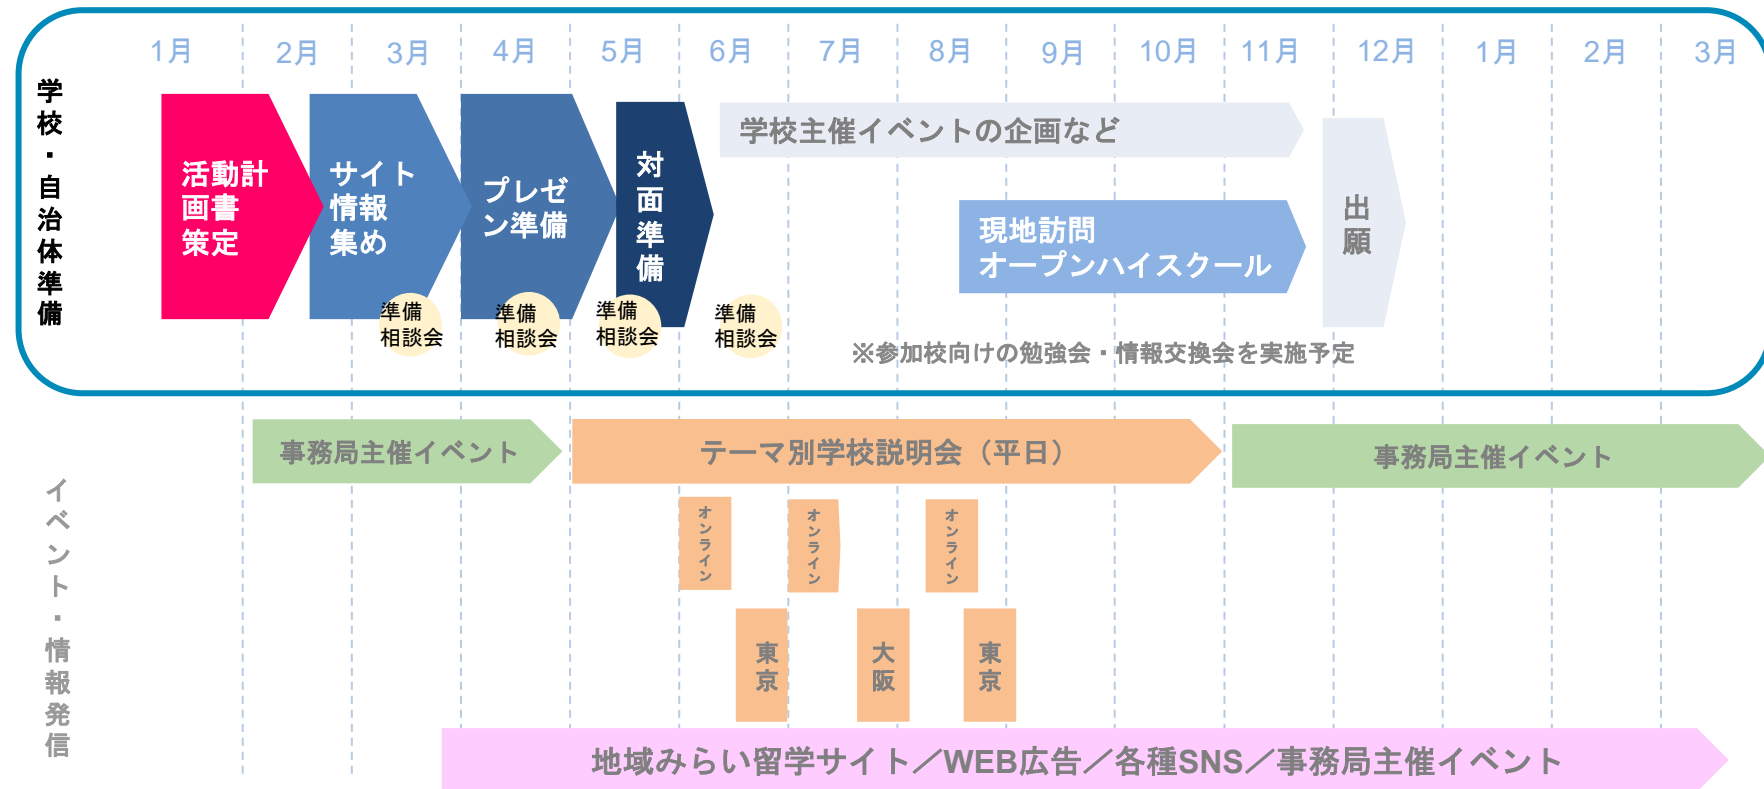 1月 2月 3月 4月 5月 6月 7月 8月 9月 10月 11月 12月 1月 2月 3月
学校・自治体準備
活動計
画書
策定
サイト
情報
集め
プレゼ
ン準備
対面準備
学校主催イベントの企画など
現地訪問
オープンハイスクール
出願
準備
相談会
準備
相談会
準備
相談会
準備
相談会
※参加校向けの勉強会・情報交換会を実施予定
イベント・情報発信
事務局主催イベント
テーマ別学校説明会（平日）
事務局主催イベント
オンライン
オンライン
オンライン
東京
大阪
東京
地域みらい留学サイト／WEB広告／各種SNS／事務局主催イベント